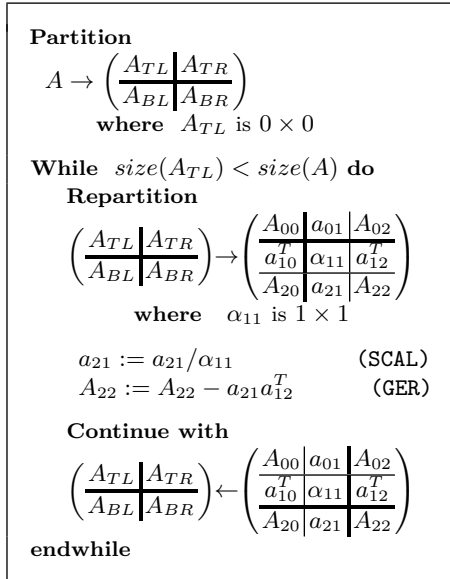 Partition
A → ( A_TL | A_TR
A_BL | A_BR )
where A_TL is 0 × 0
While size(A_TL) < size(A) do
Repartition
( A_TL | A_TR
A_BL | A_BR ) → ( A_00 | a_01 | A_02
a_10^T | α_11 | a_12^T
A_20 | a_21 | A_22 )
where α_11 is 1 × 1
a_21 := a_21/α_11 (SCAL)
A_22 := A_22 − a_21 a_12^T (GER)
Continue with
( A_TL | A_TR
A_BL | A_BR ) ← ( A_00 | a_01 | A_02
a_10^T | α_11 | a_12^T
A_20 | a_21 | A_22 )
endwhile